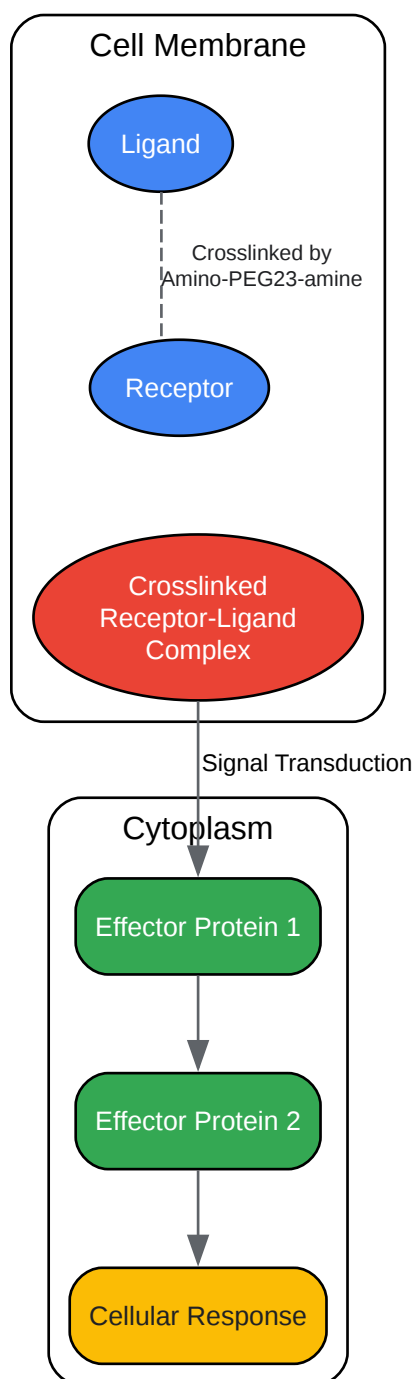 Cell Membrane
Ligand
Crosslinked by
Amino-PEG23-amine
Receptor
Crosslinked
Receptor-Ligand
Complex
Signal Transduction
Cytoplasm
Effector Protein 1
Effector Protein 2
Cellular Response